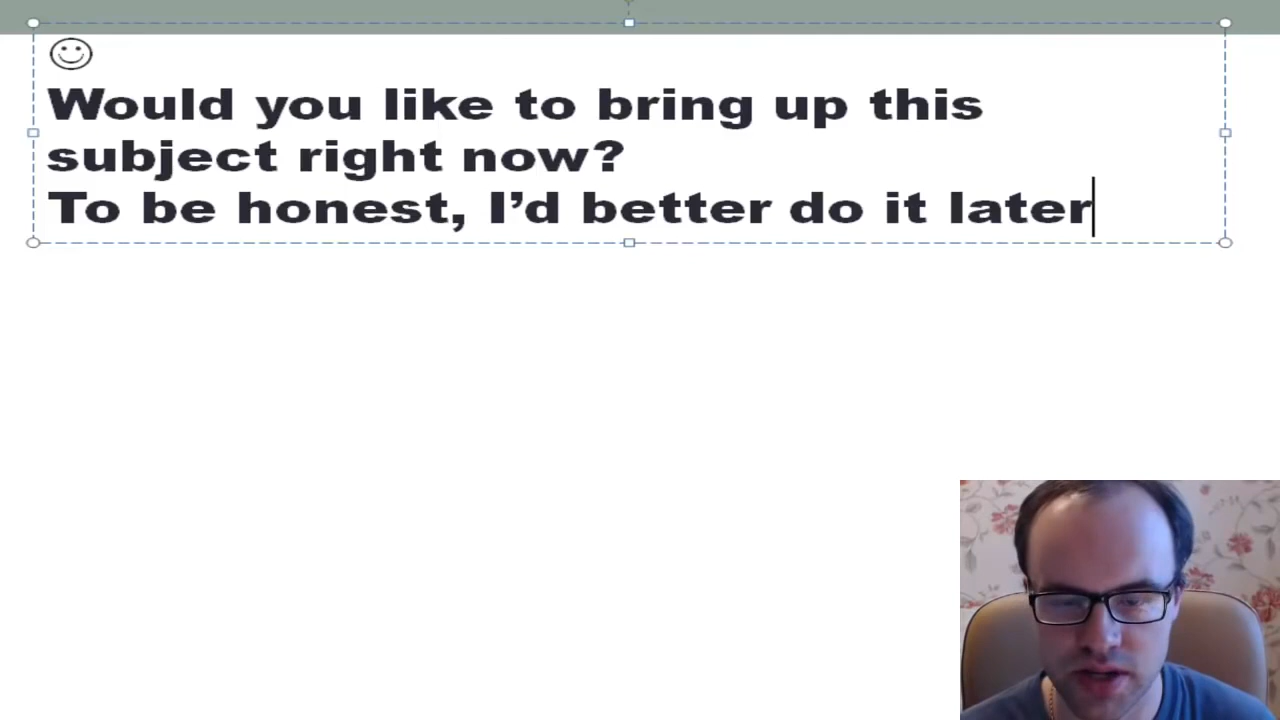 Would you like to bring up this
subject right now?
To be honest, I’d better do it later